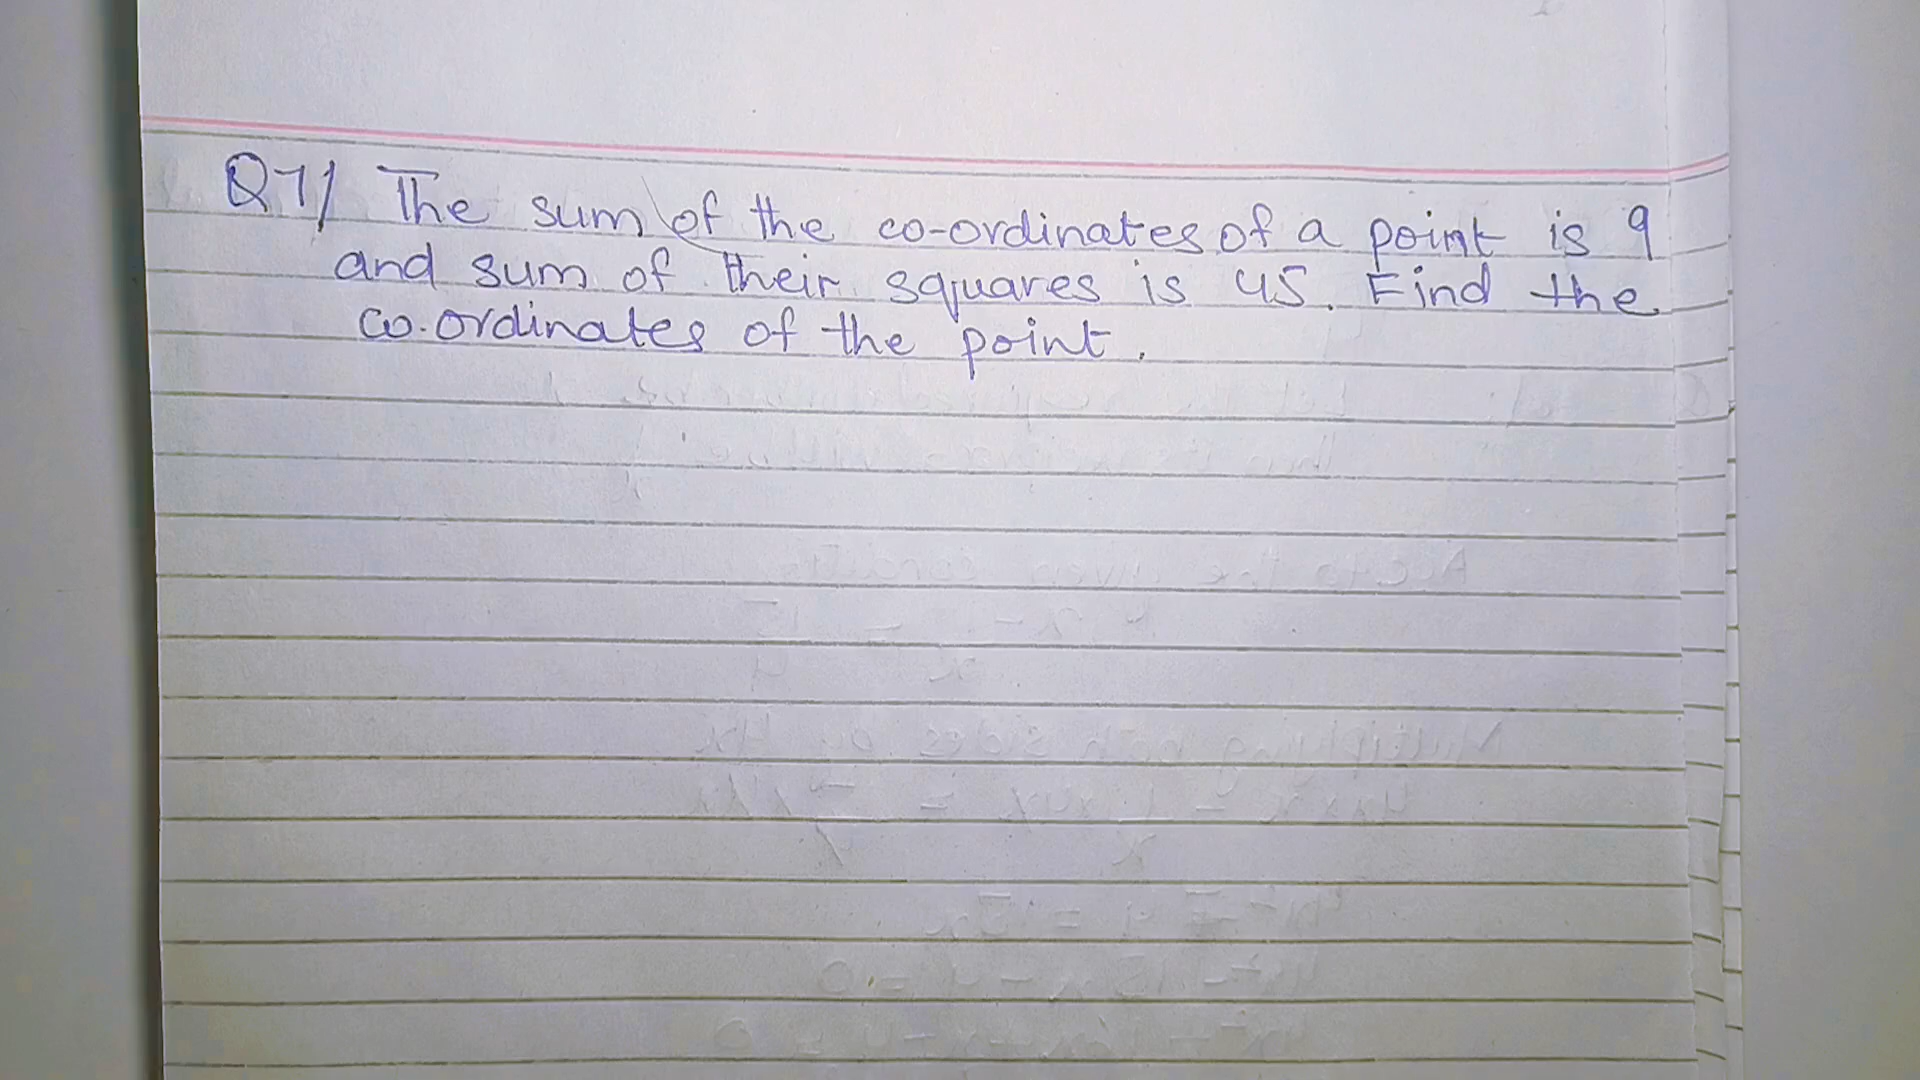 Q7/ The sum of the co-ordinates of a point is 9
and sum of their squares is 45. Find the
co.ordinates of the point.